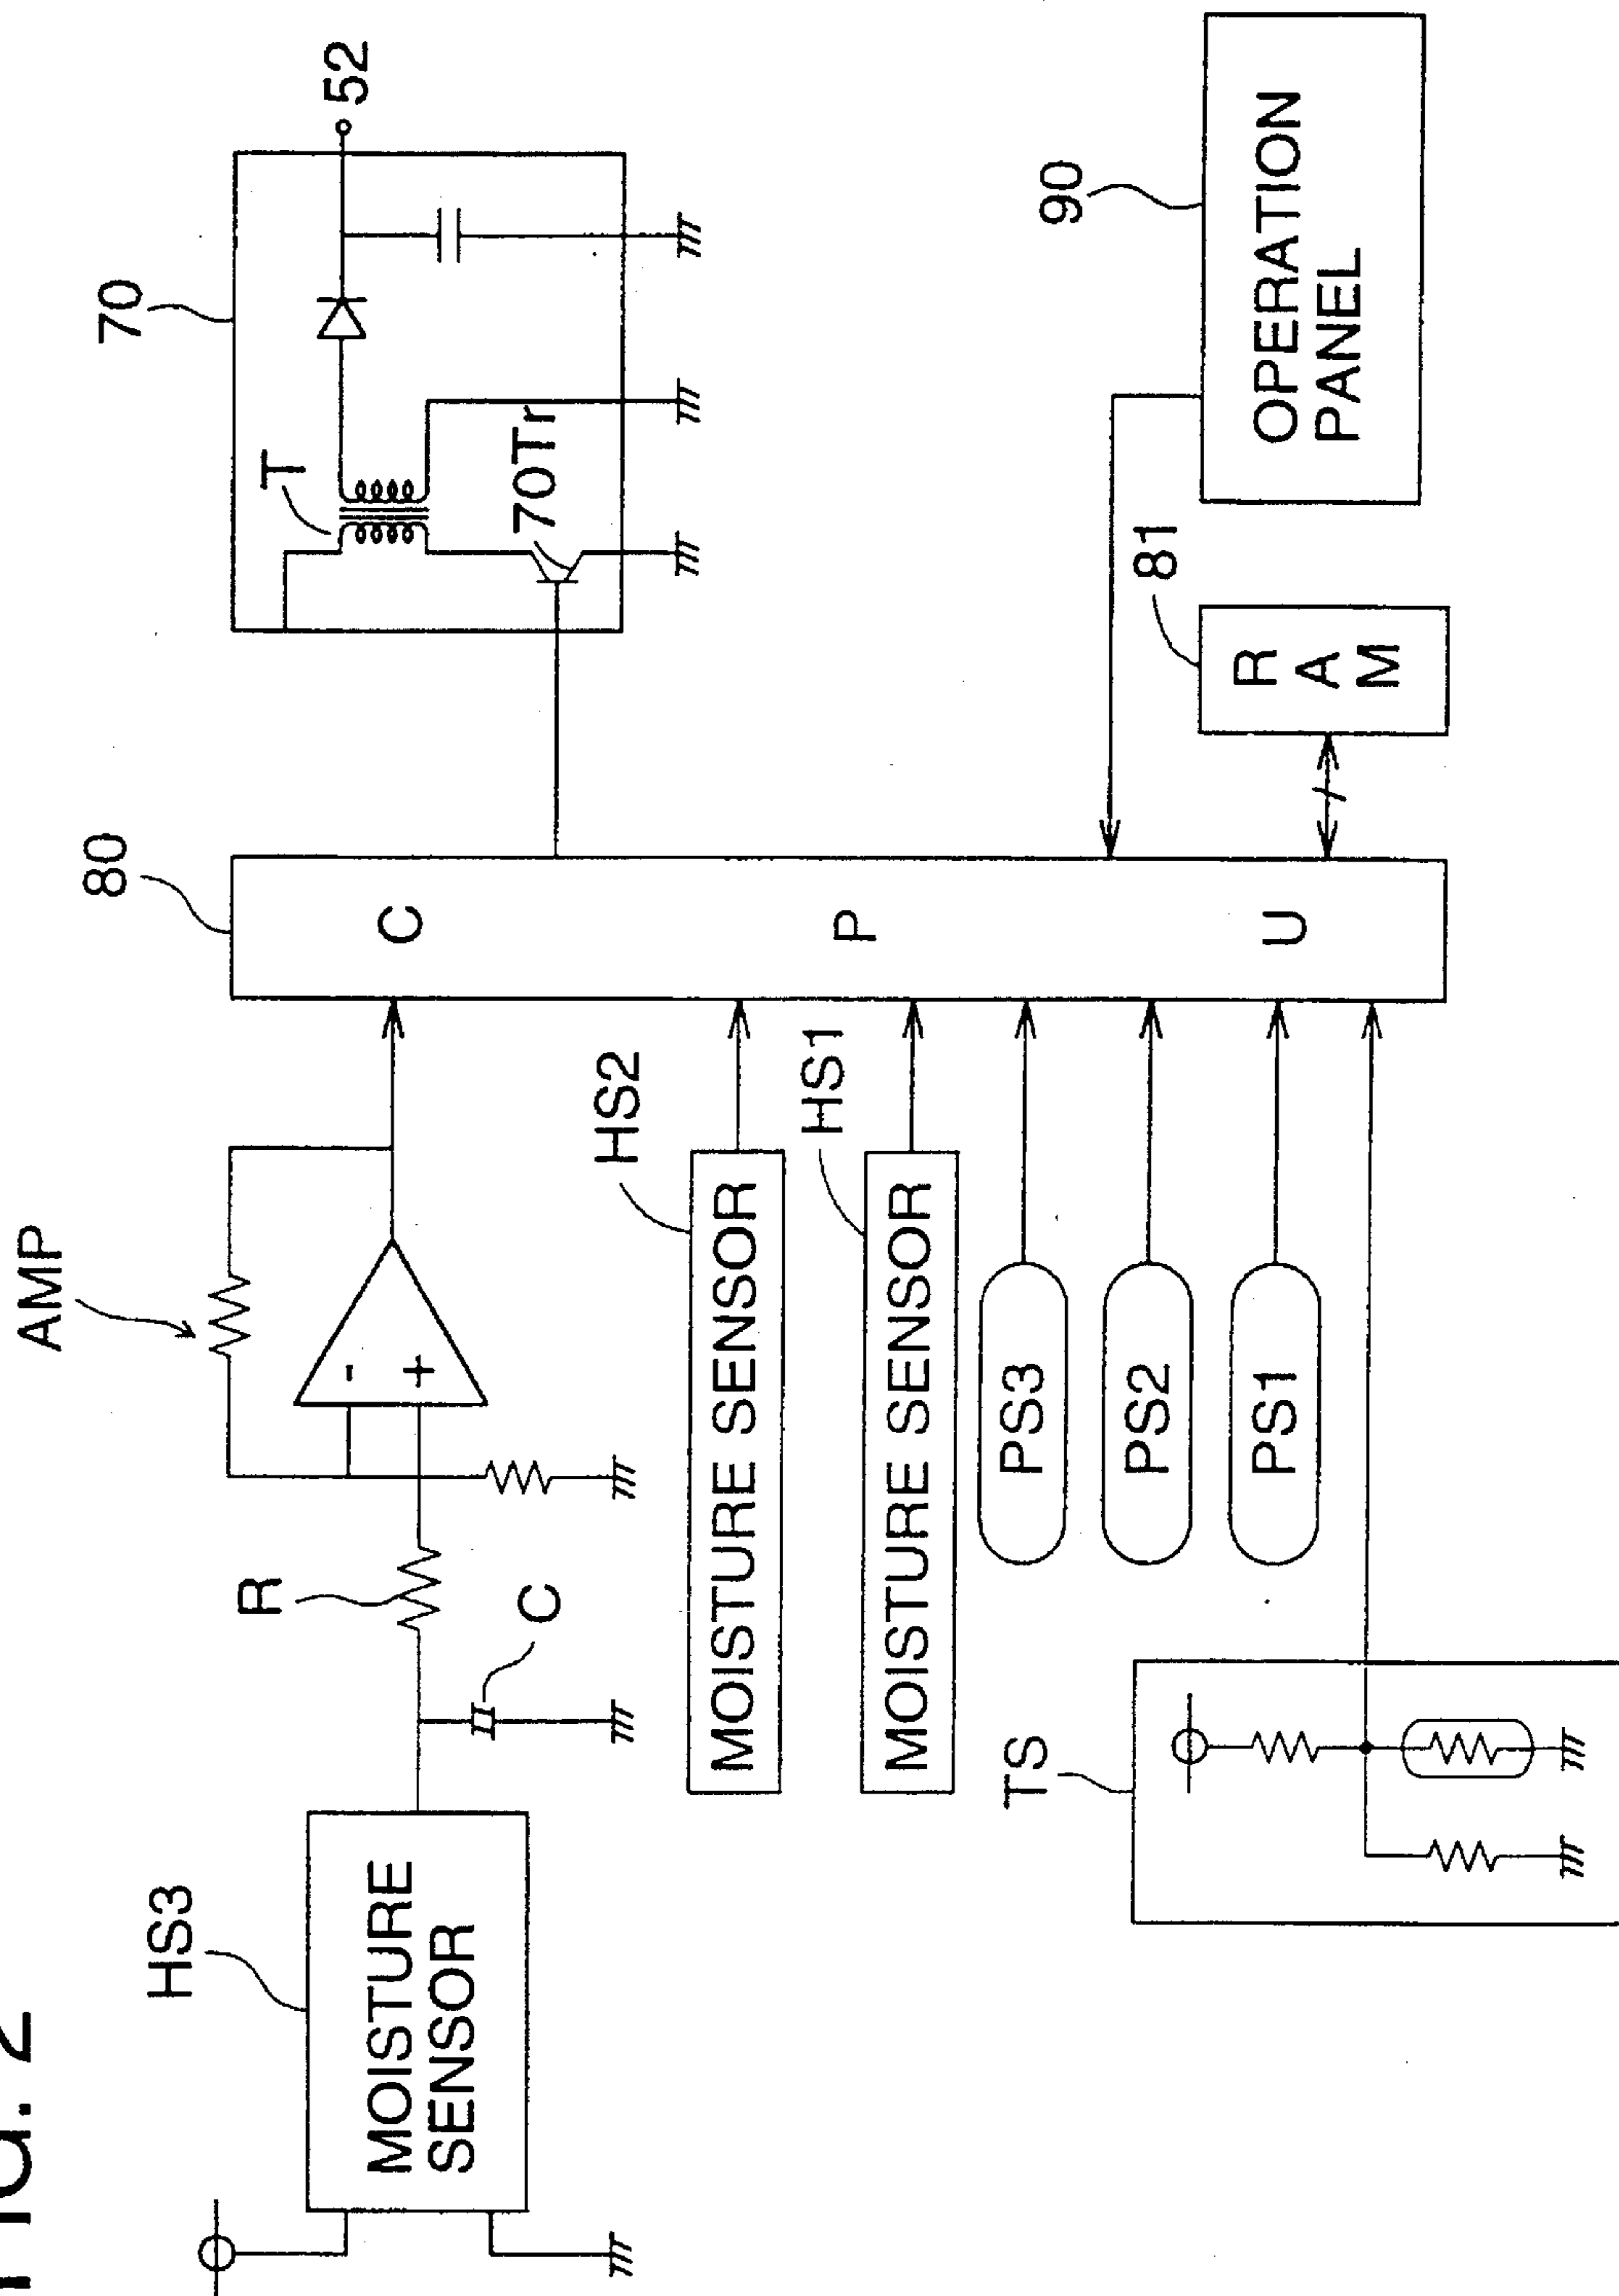 FIG. 2
HS3
MOISTURE
SENSOR
R
C
AMP
-
+
80
C
P
U
70
T
70Tr
52
HS2
MOISTURE SENSOR
HS1
MOISTURE SENSOR
PS3
PS2
PS1
TS
81
R
A
M
90
OPERATION
PANEL